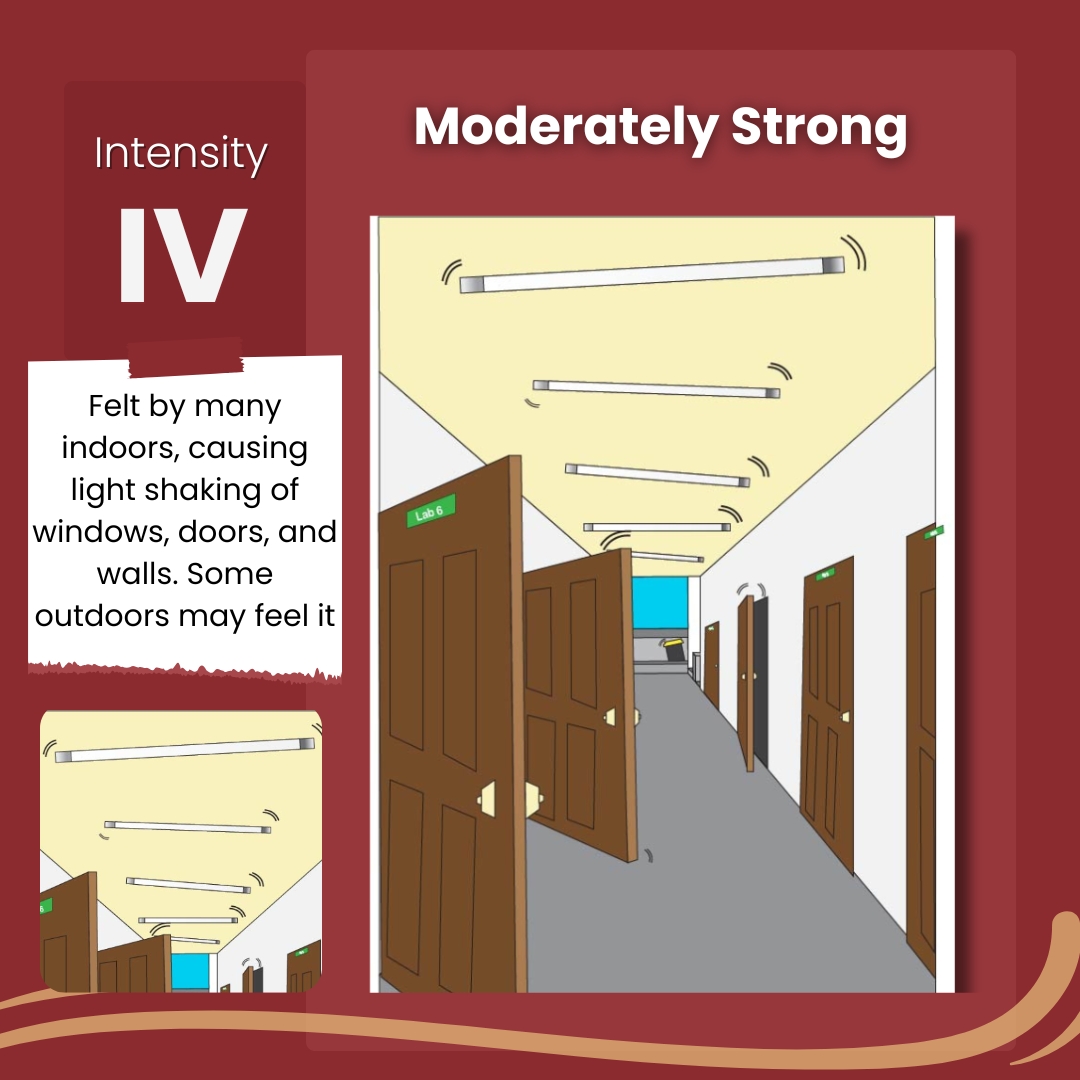 Intensity
IV
Moderately Strong
Felt by many
indoors, causing
light shaking of
windows, doors, and
walls. Some
outdoors may feel it
Lab 6